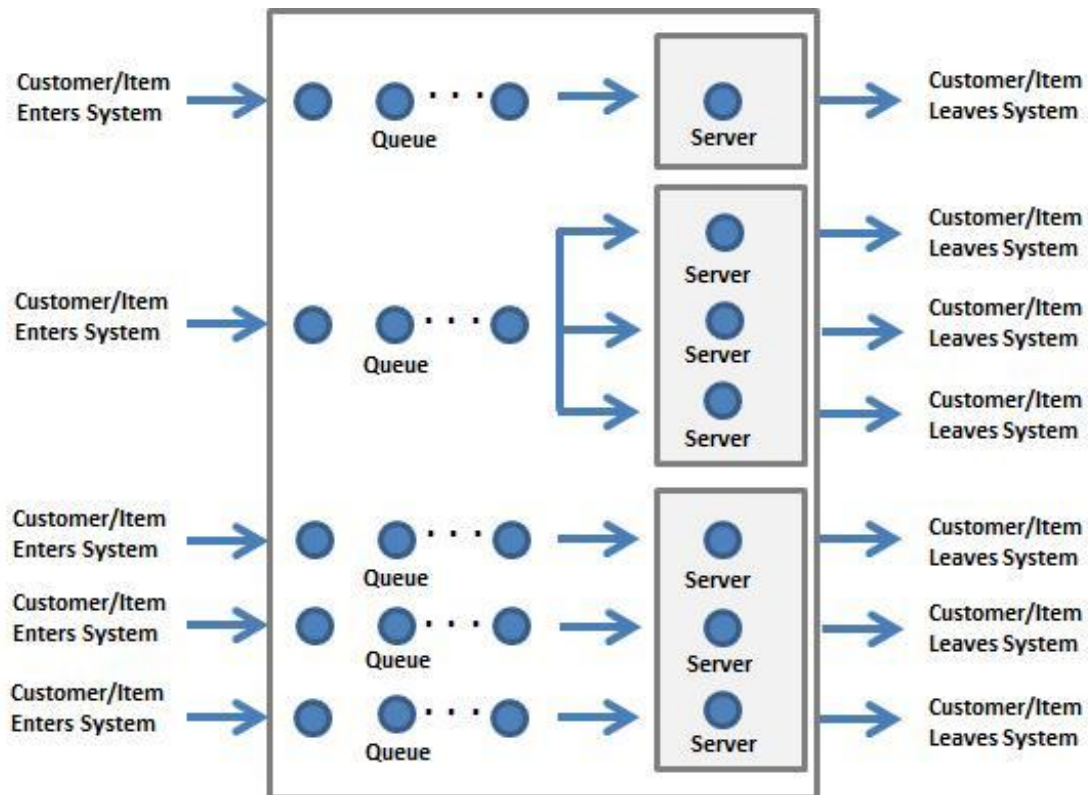 Customer/Item
Enters System
Queue
Server
Customer/Item
Leaves System
Customer/Item
Enters System
Queue
Server
Customer/Item
Leaves System
Server
Customer/Item
Leaves System
Server
Customer/Item
Leaves System
Customer/Item
Enters System
Queue
Server
Customer/Item
Leaves System
Customer/Item
Enters System
Queue
Server
Customer/Item
Leaves System
Customer/Item
Enters System
Queue
Server
Customer/Item
Leaves System